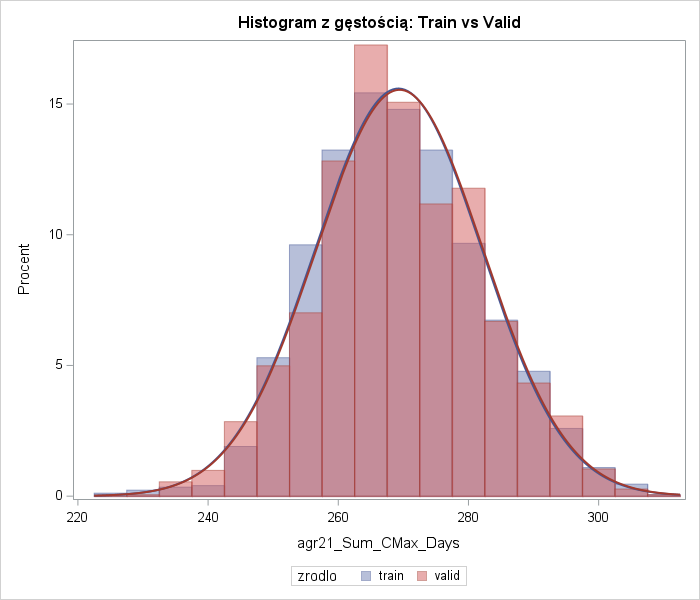 Histogram z gęstością: Train vs Valid
15
10
5
0
Procent
220 240 260 280 300
agr21_Sum_CMax_Days
zrodlo train valid